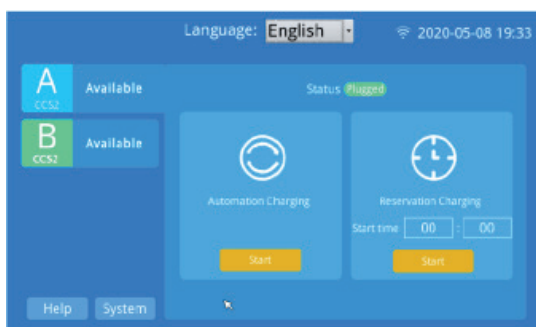 Language: English 2020-05-08 19:33
A Available
CCS2
Status Plugged
B Available
CCS2
Automation Charging
Reservation Charging
Start time 00 : 00
Start
Start
Help System